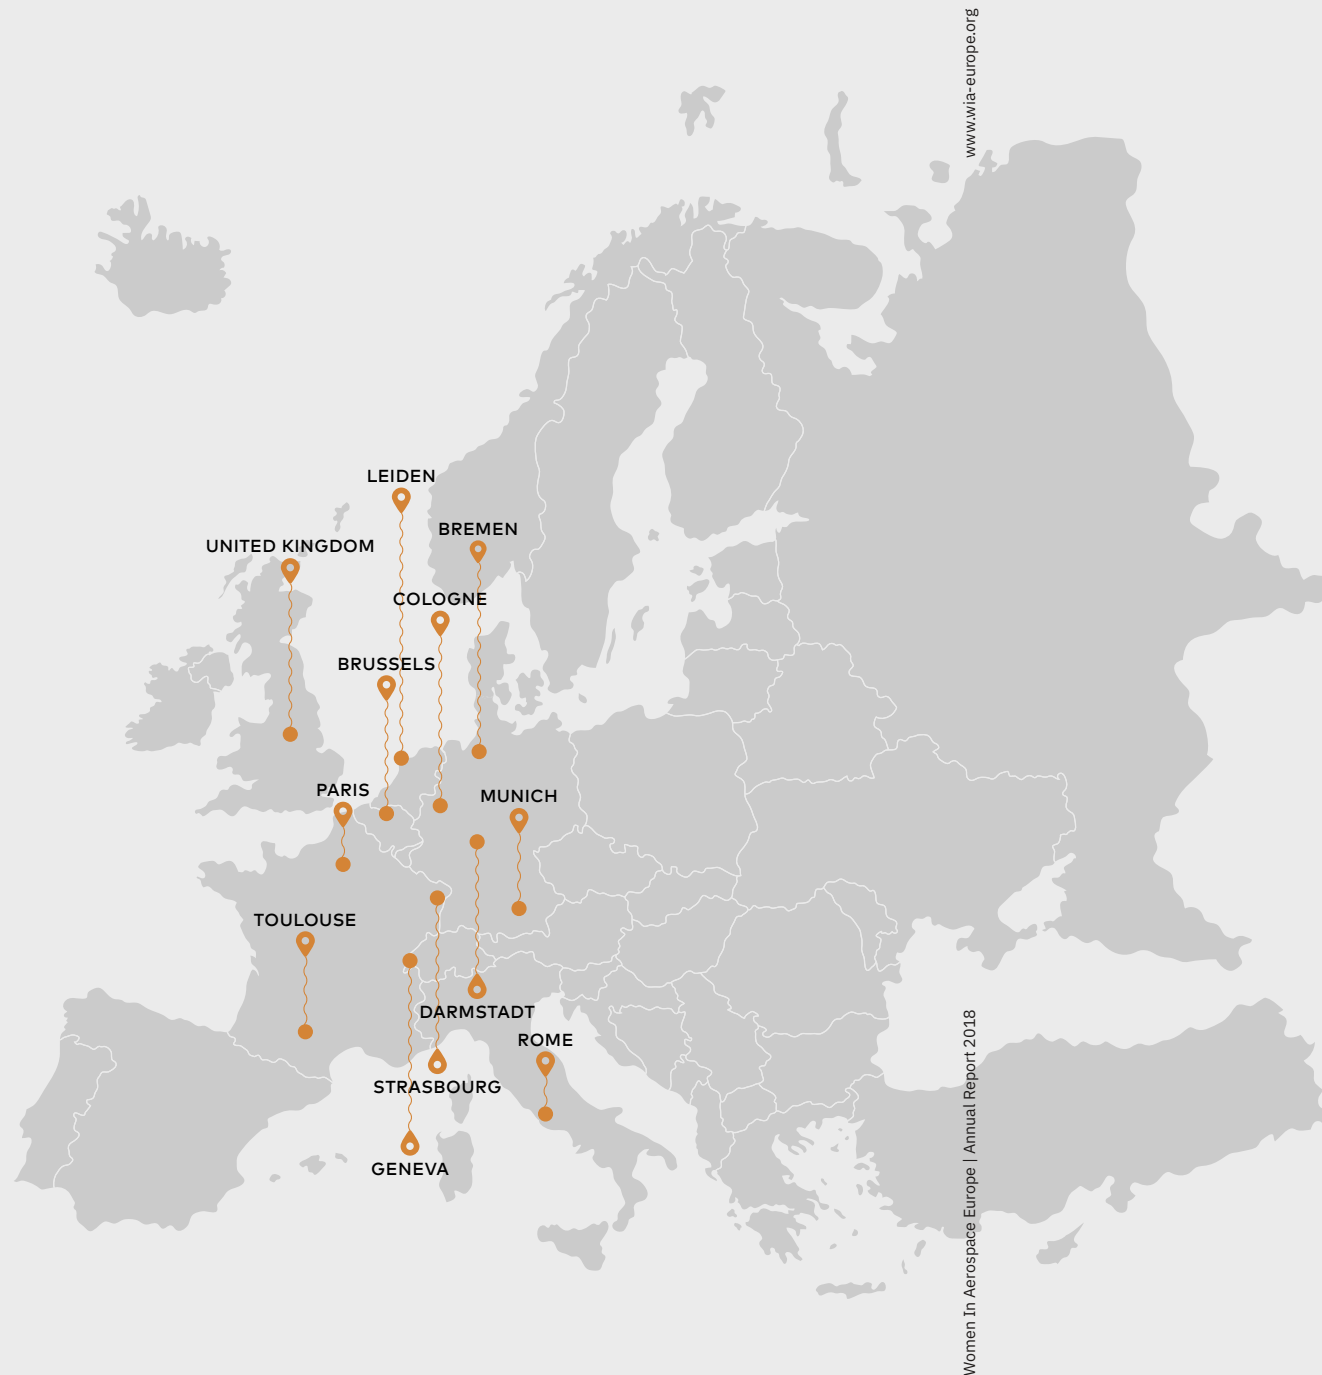 www.wia-europe.org
LEIDEN
BREMEN
UNITED KINGDOM
COLOGNE
BRUSSELS
PARIS
MUNICH
TOULOUSE
DARMSTADT
ROME
STRASBOURG
GENEVA
Women In Aerospace Europe | Annual Report 2018